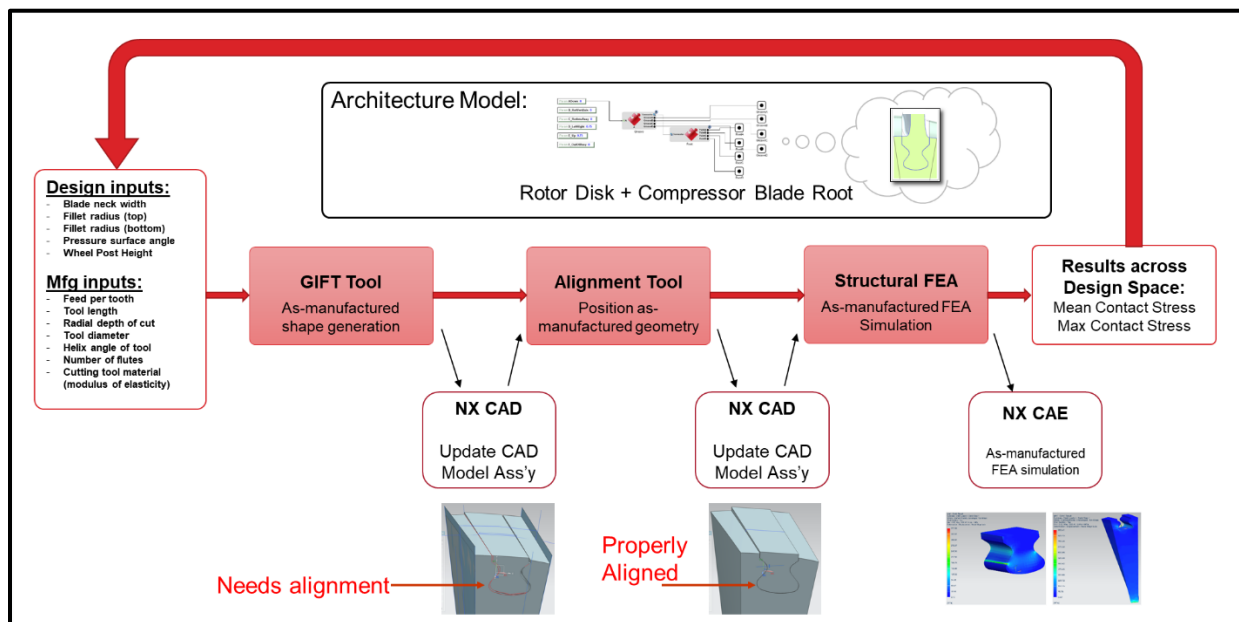 Architecture Model:
Rotor Disk + Compressor Blade Root
Design inputs:
- Blade neck width
- Fillet radius (top)
- Fillet radius (bottom)
- Pressure surface angle
- Wheel Post Height
Mfg inputs:
- Feed per tooth
- Tool length
- Radial depth of cut
- Tool diameter
- Helix angle of tool
- Number of flutes
- Cutting tool material
(modulus of elasticity)
GIFT Tool
As-manufactured
shape generation
Alignment Tool
Position as-
manufactured geometry
Structural FEA
As-manufactured FEA
Simulation
Results across
Design Space:
Mean Contact Stress
Max Contact Stress
NX CAD
Update CAD
Model Ass'y
NX CAD
Update CAD
Model Ass'y
NX CAE
As-manufactured
FEA simulation
Needs alignment
Properly
Aligned